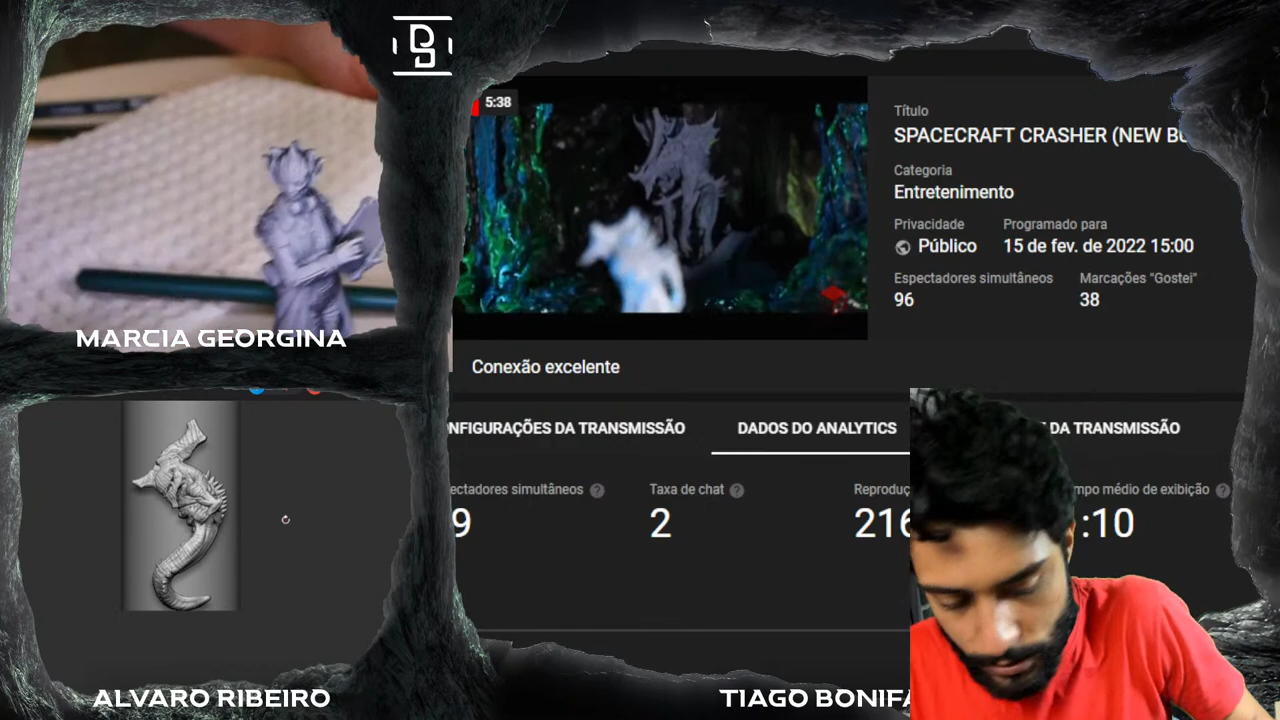 5:38
Título
SPACECRAFT CRASHER (NEW
Categoria
Entretenimento
Privacidade
Programado para
Público
15 de fev. de 2022 15:00
Espectadores simultâneos
Marcações "Gostei"
96
38
MARCIA GEORGINA
Conexão excelente
NFIGURAÇÕES DA TRANSMISSÃO
DADOS DO ANALYTICS
DA TRANSMISSÃO
ectadores simultâneos
Taxa de chat
Reproduç
mpo médio de exibição
9
2
216
:10
ALVARO RIBEIRO
TIAGO BONIFA